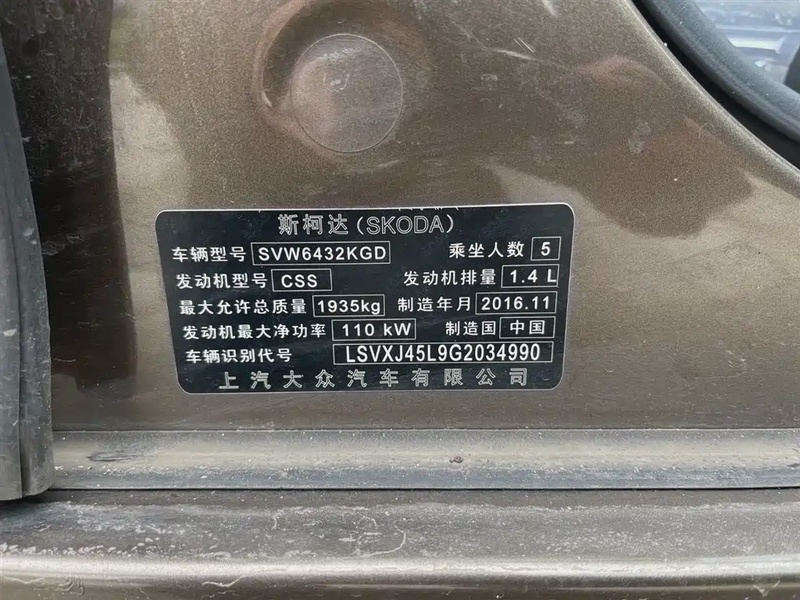 斯柯达(SKODA)
车辆型号 SVW6432KGD 乘坐人数 5
发动机型号 CSS 发动机排量 1.4 L
最大允许总质量 1935kg 制造年月 2016.11
发动机最大净功率 110 kW 制造国 中国
车辆识别代号 LSVXJ45L9G2034990
上汽大众汽车有限公司